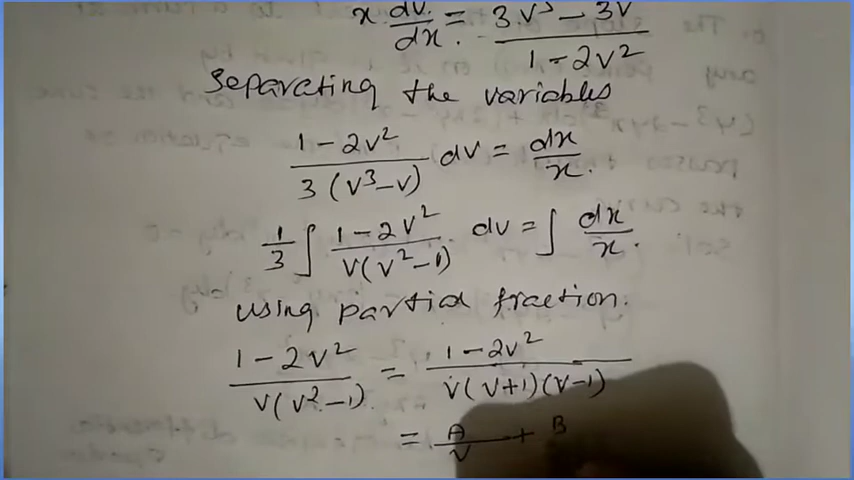 x dv/dx = 3v³ - 3v / 1 - 2v²
Separating the variables
1 - 2v² / 3(v³ - v) dv = dx / x.
1/3 ∫ 1 - 2v² / v(v² - 1) dv = ∫ dx / x.
using partial fraction.
1 - 2v² / v(v² - 1) = 1 - 2v² / v(v+1)(v-1)
= A / v + B